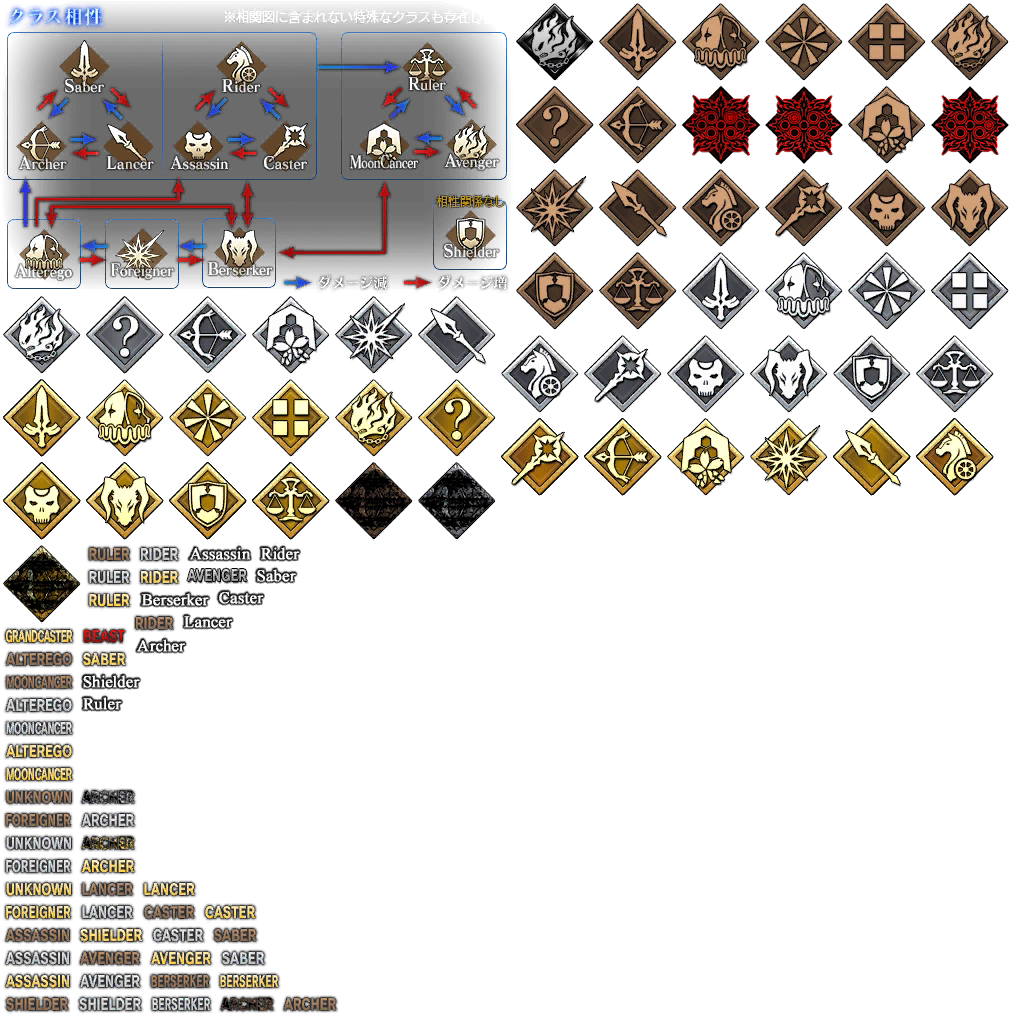 クラス相性
※相関図に含まれない特殊なクラスも存在し
Saber Rider Ruler
Archer Lancer Assassin Caster MoonCancer Avenger
相性関係なし
Alterego Foreigner Berserker Shielder
ダメージ減 ダメージ増
RULER RIDER Assassin Rider
RULER RIDER AVENGER Saber
RULER Berserker Caster
RIDER Lancer
GRANDCASTER BEAST
Archer
ALTEREGO SABER
MOONCANCER Shielder
ALTEREGO Ruler
MOONCANCER
ALTEREGO
MOONCANCER
UNKNOWN ARCHER
FOREIGNER ARCHER
UNKNOWN ARCHER
FOREIGNER ARCHER
UNKNOWN LANCER LANCER
FOREIGNER LANCER CASTER CASTER
ASSASSIN SHIELDER CASTER SABER
ASSASSIN AVENGER AVENGER SABER
ASSASSIN AVENGER BERSERKER BERSERKER
SHIELDER SHIELDER BERSERKER ARCHER ARCHER